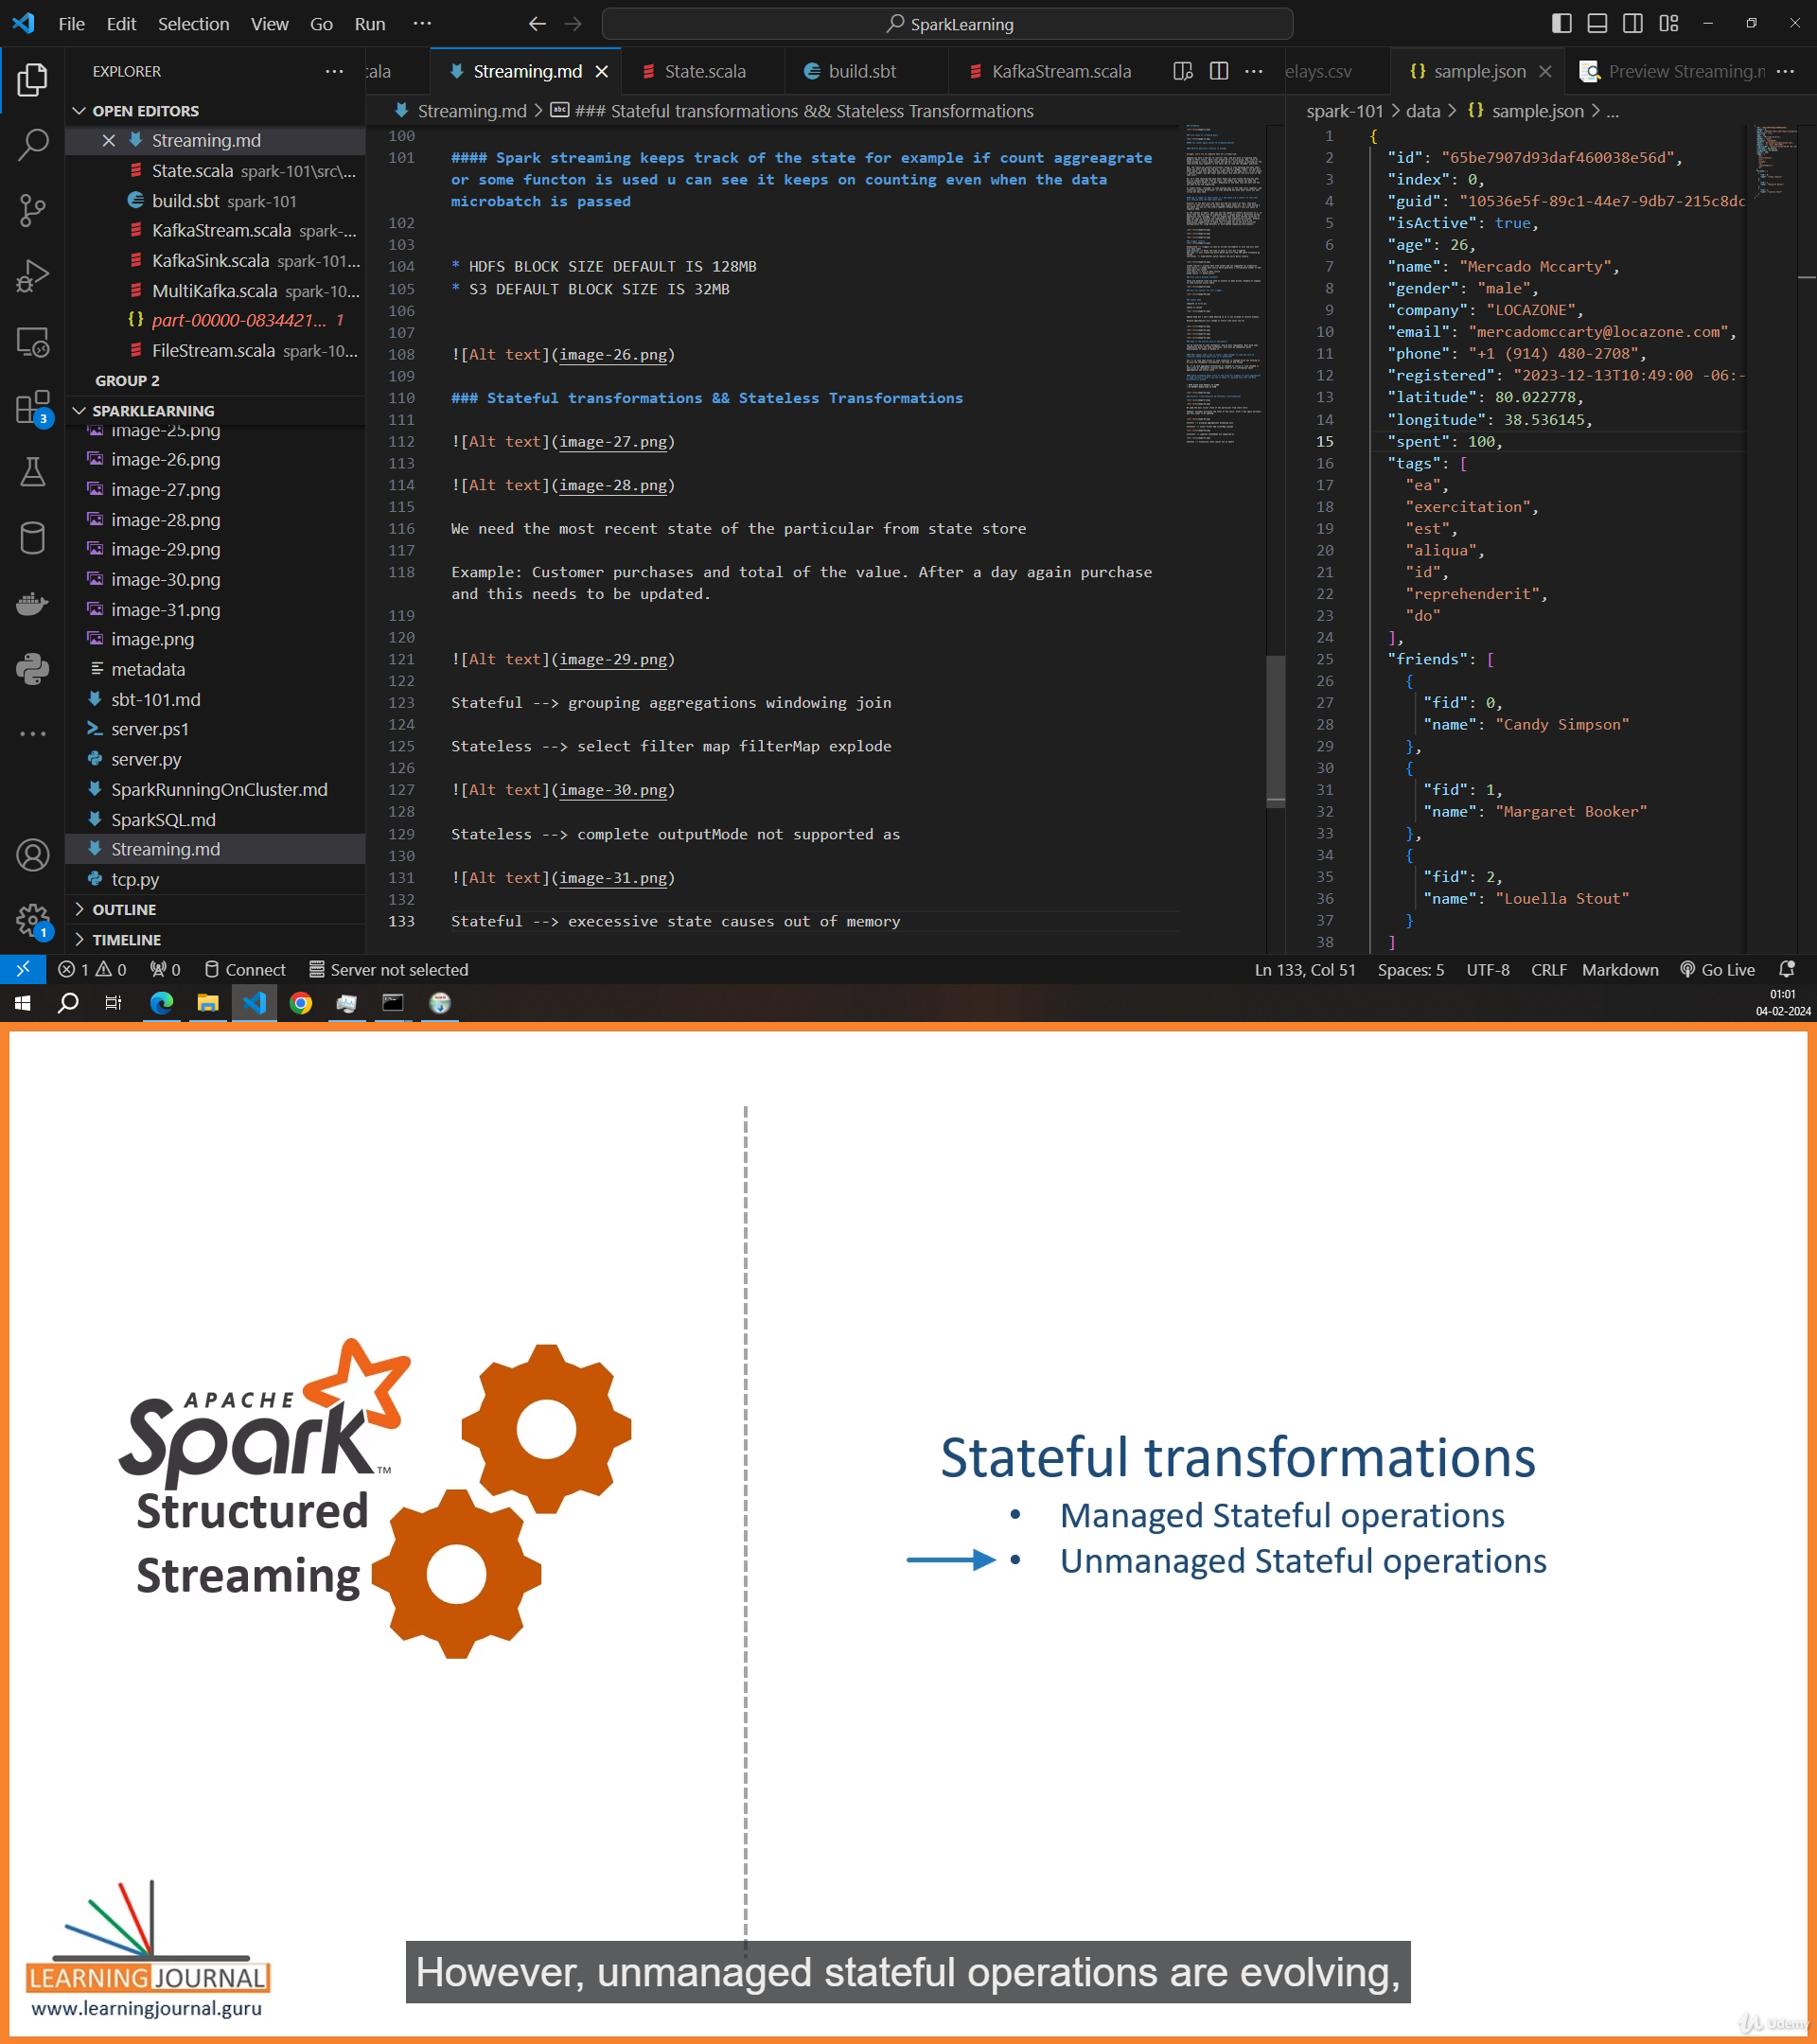 File Edit Selection View Go Run ··· SparkLearning
EXPLORER ···
OPEN EDITORS
Streaming.md
State.scala spark-101\src\...
build.sbt spark-101
KafkaStream.scala spark-...
KafkaSink.scala spark-101...
MultiKafka.scala spark-10...
{} part-00000-0834421... 1
FileStream.scala spark-10...
GROUP 2
SPARKLEARNING
image-25.png
image-26.png
image-27.png
image-28.png
image-29.png
image-30.png
image-31.png
image.png
metadata
sbt-101.md
server.ps1
server.py
SparkRunningOnCluster.md
SparkSQL.md
Streaming.md
tcp.py
OUTLINE
TIMELINE
3
1
cala Streaming.md State.scala build.sbt KafkaStream.scala ···
Streaming.md > ### Stateful transformations && Stateless Transformations
100
101 #### Spark streaming keeps track of the state for example if count aggreagrate
or some functon is used u can see it keeps on counting even when the data
microbatch is passed
102
103
104 * HDFS BLOCK SIZE DEFAULT IS 128MB
105 * S3 DEFAULT BLOCK SIZE IS 32MB
106
107
108 ![Alt text](image-26.png)
109
110 ### Stateful transformations && Stateless Transformations
111
112 ![Alt text](image-27.png)
113
114 ![Alt text](image-28.png)
115
116 We need the most recent state of the particular from state store
117
118 Example: Customer purchases and total of the value. After a day again purchase
and this needs to be updated.
119
120
121 ![Alt text](image-29.png)
122
123 Stateful --> grouping aggregations windowing join
124
125 Stateless --> select filter map filterMap explode
126
127 ![Alt text](image-30.png)
128
129 Stateless --> complete outputMode not supported as
130
131 ![Alt text](image-31.png)
132
133 Stateful --> execessive state causes out of memory
elays.csv {} sample.json Preview Streaming.m ···
spark-101 > data > {} sample.json > ...
1 {
2 "id": "65be7907d93daf460038e56d",
3 "index": 0,
4 "guid": "10536e5f-89c1-44e7-9db7-215c8dc
5 "isActive": true,
6 "age": 26,
7 "name": "Mercado Mccarty",
8 "gender": "male",
9 "company": "LOCAZONE",
10 "email": "mercadomccarty@locazone.com",
11 "phone": "+1 (914) 480-2708",
12 "registered": "2023-12-13T10:49:00 -06:-
13 "latitude": 80.022778,
14 "longitude": 38.536145,
15 "spent": 100,
16 "tags": [
17 "ea",
18 "exercitation",
19 "est",
20 "aliqua",
21 "id",
22 "reprehenderit",
23 "do"
24 ],
25 "friends": [
26 {
27 "fid": 0,
28 "name": "Candy Simpson"
29 },
30 {
31 "fid": 1,
32 "name": "Margaret Booker"
33 },
34 {
35 "fid": 2,
36 "name": "Louella Stout"
37 }
38 ]
1 0 0 Connect Server not selected Ln 133, Col 51 Spaces: 5 UTF-8 CRLF Markdown Go Live
01:01
04-02-2024
APACHE
Spark™
Structured
Streaming
Stateful transformations
• Managed Stateful operations
• Unmanaged Stateful operations
LEARNING JOURNAL
www.learningjournal.guru
However, unmanaged stateful operations are evolving,
Udemy